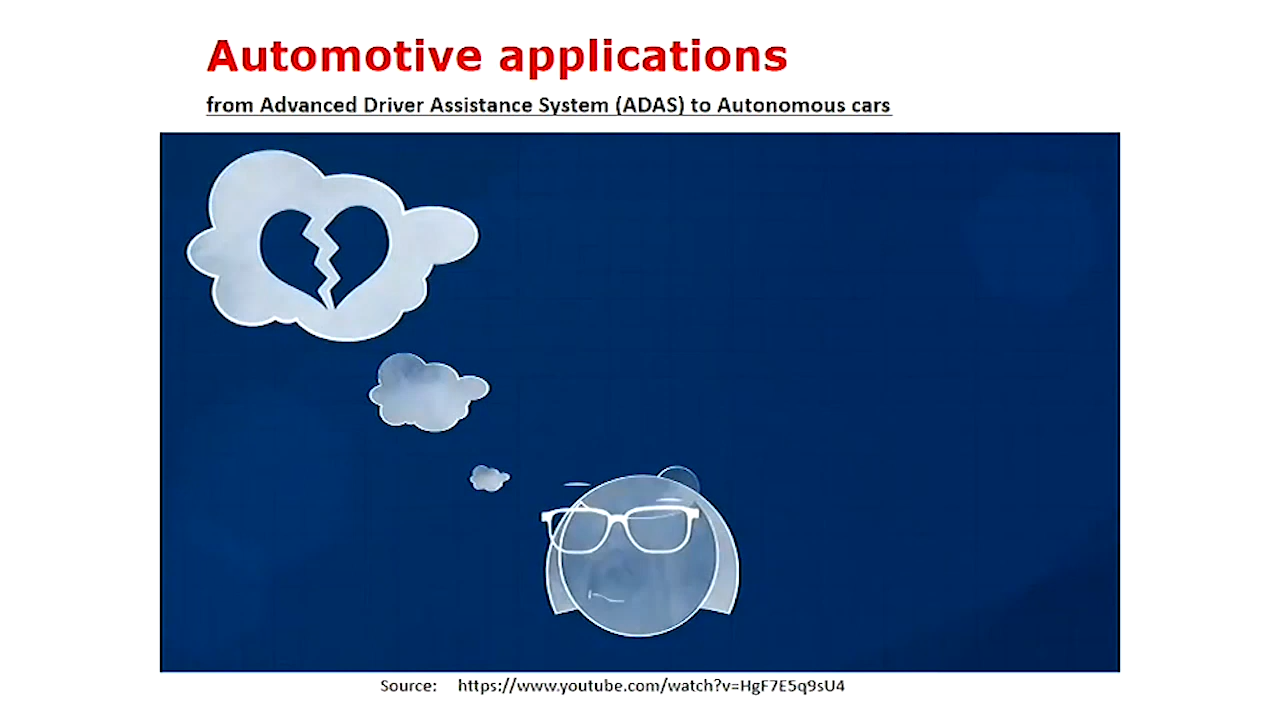 Automotive applications
from Advanced Driver Assistance System (ADAS) to Autonomous cars
Source: https://www.youtube.com/watch?v=HgF7E5q9sU4